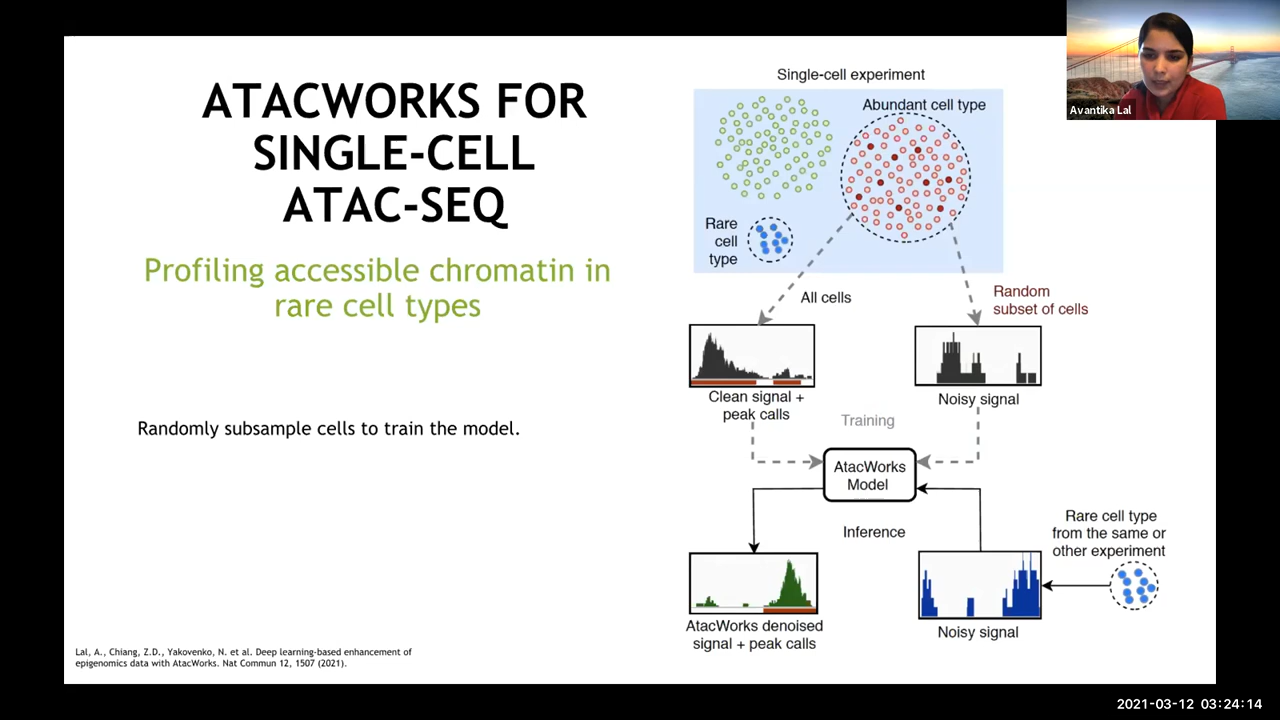 ATACWORKS FOR
SINGLE-CELL
ATAC-SEQ
Profiling accessible chromatin in
rare cell types
Randomly subsample cells to train the model.
Lal, A., Chiang, Z.D., Yakovenko, N. et al. Deep learning-based enhancement of
epigenomics data with AtacWorks. Nat Commun 12, 1507 (2021).
Single-cell experiment
Abundant cell type
Rare
cell
type
All cells
Random
subset of cells
Clean signal +
peak calls
Noisy signal
Training
AtacWorks
Model
Inference
Rare cell type
from the same or
other experiment
AtacWorks denoised
signal + peak calls
Noisy signal
Avantika Lal
2021-03-12 03:24:14